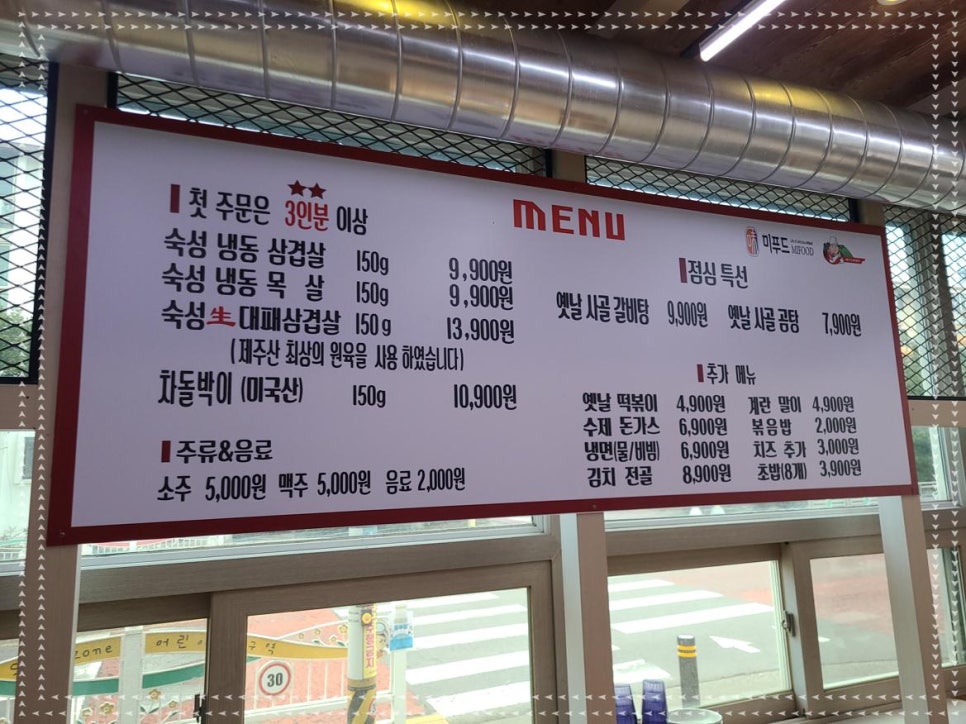 MENU
첫 주문은 3인분 이상
숙성 냉동 삼겹살 150g 9,900원
숙성 냉동 목 살 150g 9,900원
숙성生대패삼겹살 150g 13,900원
(제주산 최상의 원육을 사용 하였습니다)
차돌박이 (미국산) 150g 10,900원
주류&음료
소주 5,000원 맥주 5,000원 음료 2,000원
미푸드 MIFOOD
점심 특선
옛날 사골 갈비탕 9,900원 옛날 사골 곰탕 7,900원
추가 메뉴
옛날 떡볶이 4,900원 계란 말이 4,900원
수제 돈가스 6,900원 볶음밥 2,000원
냉면(물/비빔) 6,900원 치즈 추가 3,000원
김치 전골 8,900원 초밥(8개) 3,900원
zone 어린 구역
30